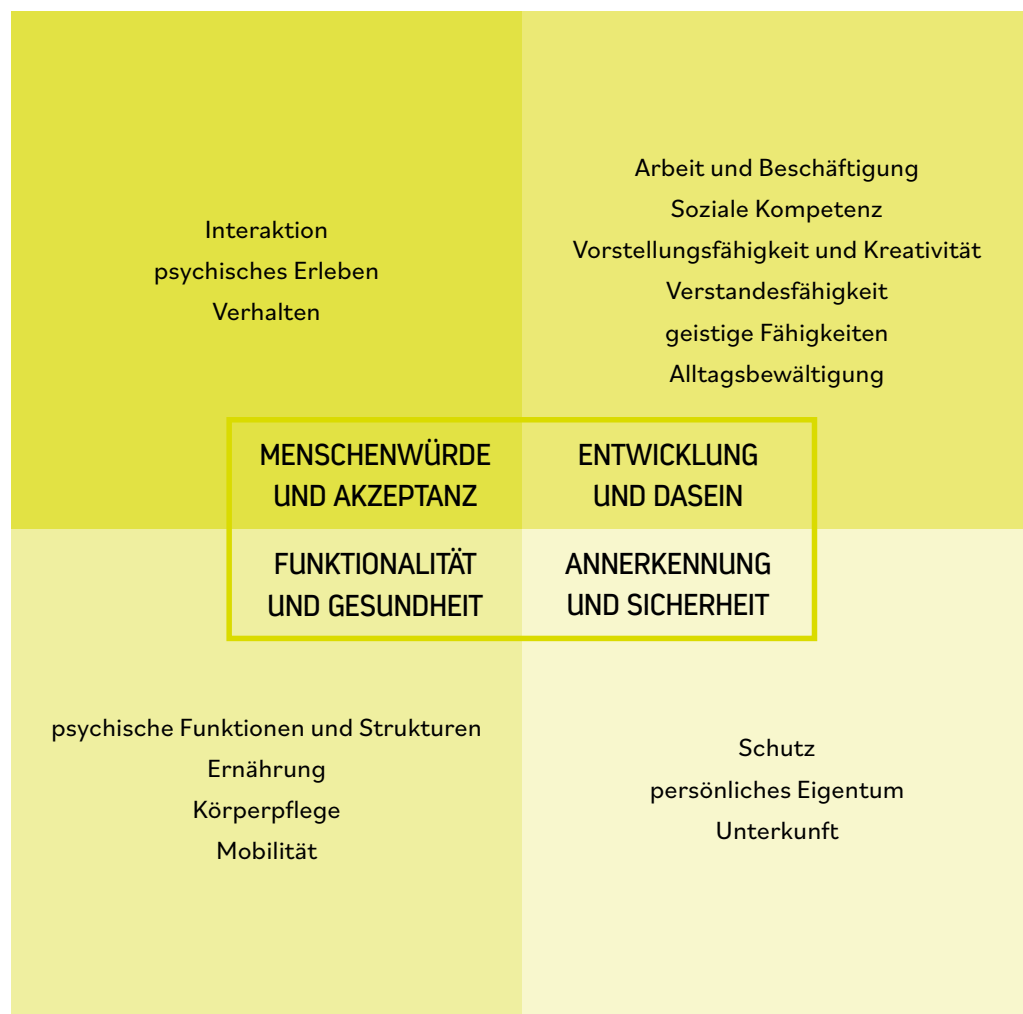 Interaktion
psychisches Erleben
Verhalten
Arbeit und Beschäftigung
Soziale Kompetenz
Vorstellungsfähigkeit und Kreativität
Verstandesfähigkeit
geistige Fähigkeiten
Alltagsbewältigung
MENSCHENWÜRDE
UND AKZEPTANZ
ENTWICKLUNG
UND DASEIN
FUNKTIONALITÄT
UND GESUNDHEIT
ANNERKENNUNG
UND SICHERHEIT
psychische Funktionen und Strukturen
Ernährung
Körperpflege
Mobilität
Schutz
persönliches Eigentum
Unterkunft